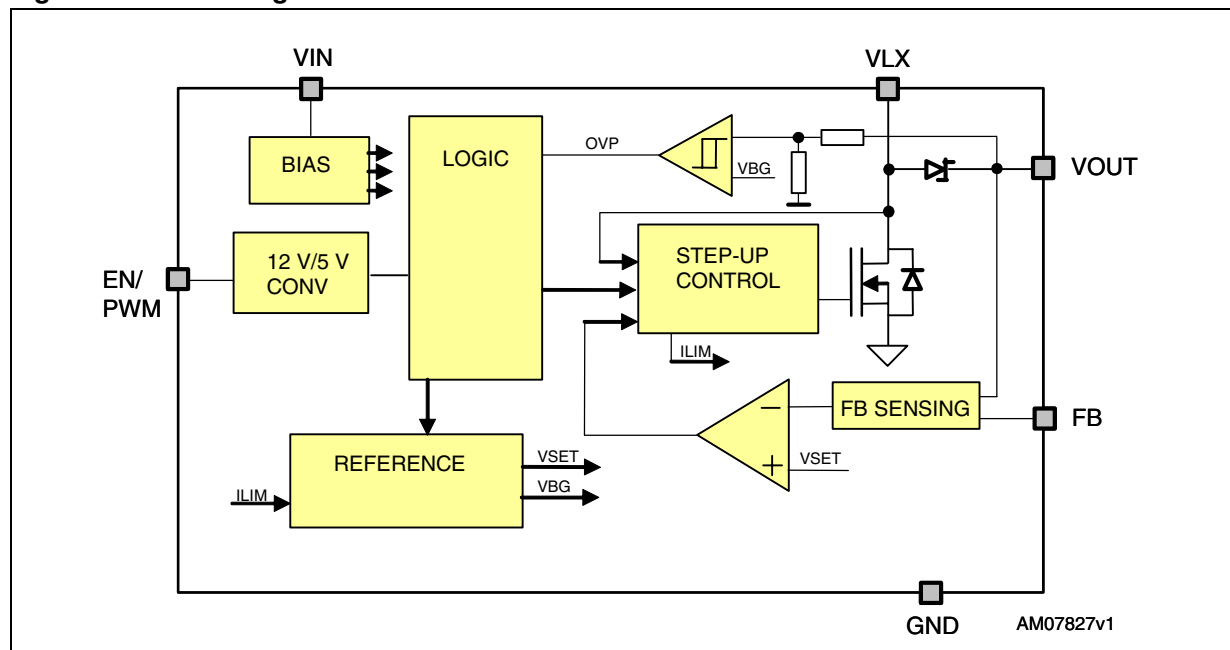 VIN
VLX
BIAS
LOGIC
OVP
VBG
VOUT
EN/
PWM
12 V/5 V
CONV
STEP-UP
CONTROL
ILIM
FB SENSING
FB
REFERENCE
VSET
VBG
ILIM
VSET
GND
AM07827v1